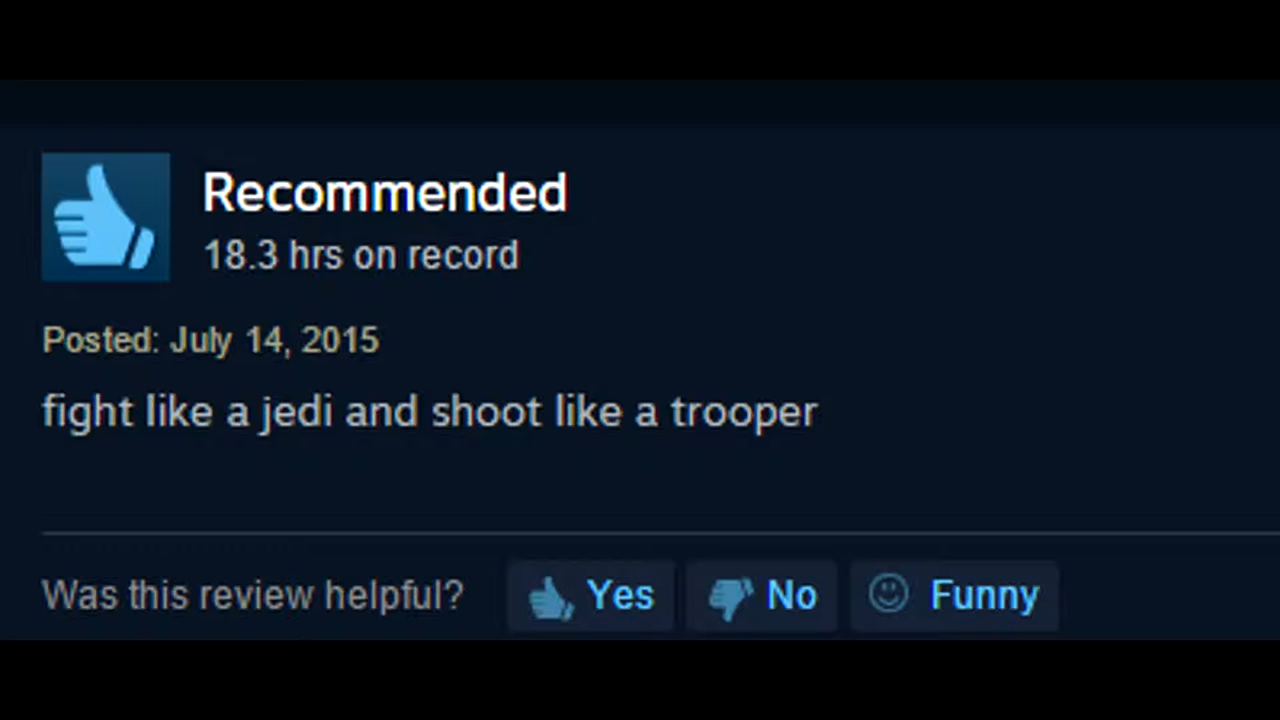 Recommended
18.3 hrs on record
Posted: July 14, 2015
fight like a jedi and shoot like a trooper
Was this review helpful? Yes No Funny